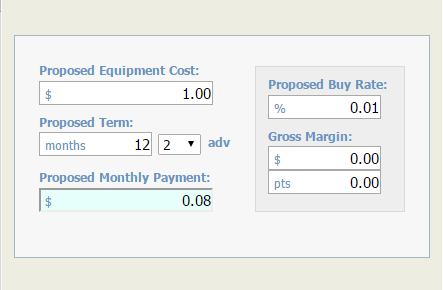 Proposed Equipment Cost:
$ 1.00
Proposed Term:
months 12 2 adv
Proposed Monthly Payment:
$ 0.08
Proposed Buy Rate:
% 0.01
Gross Margin:
$ 0.00
pts 0.00